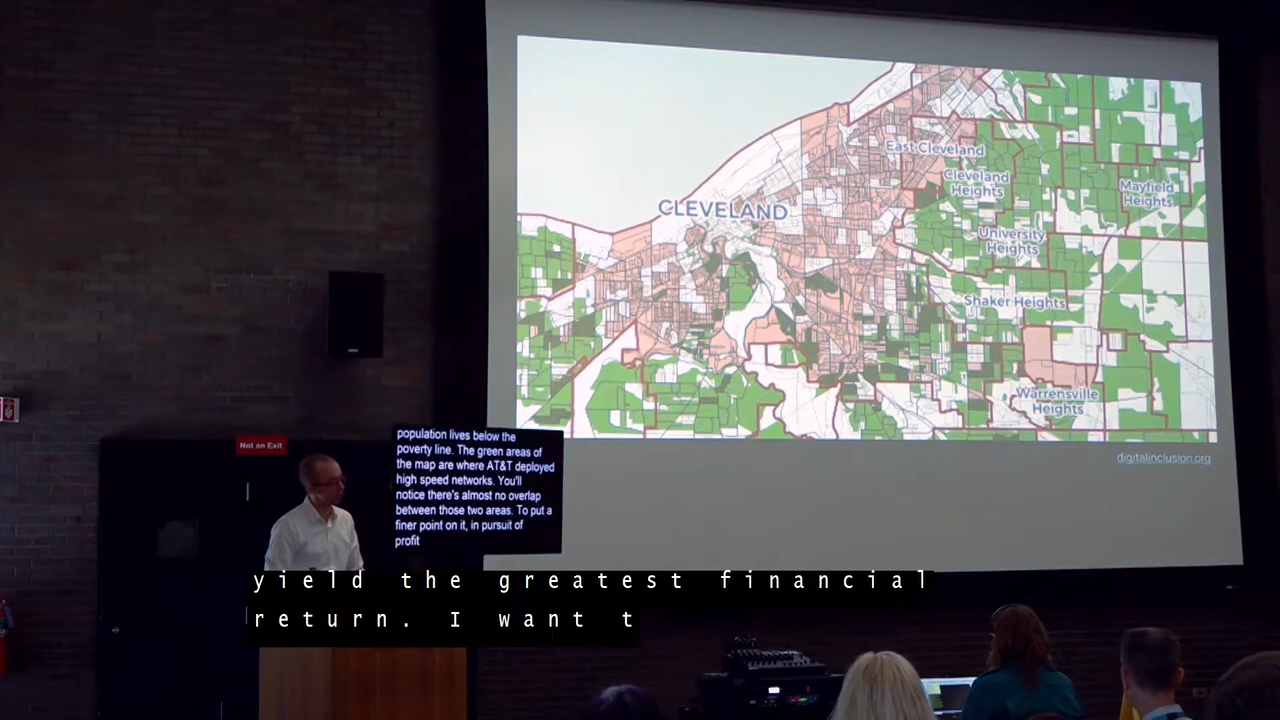 East Cleveland
Cleveland
Heights
Mayfield
Heights
CLEVELAND
University
Heights
Shaker Heights
Warrensville
Heights
digitalinclusion.org
Not an Exit
population lives below the
poverty line. The green areas of
the map are where AT&T deployed
high speed networks. You'll
notice there's almost no overlap
between those two areas. To put a
finer point on it, in pursuit of
profit
yield the greatest financial
return. I want t